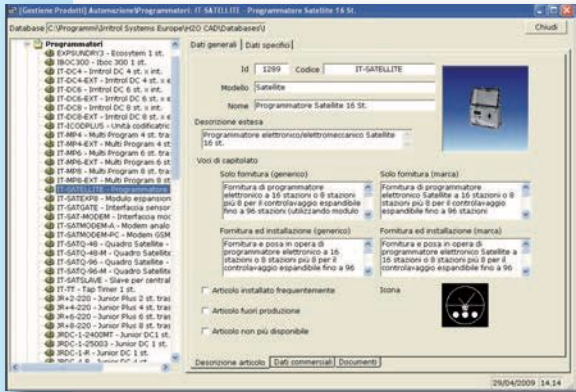 [Gestione Prodotti] Automazione\Programmatori: IT-SATELLITE - Programmatore Satellite 16 St.
Database C:\Programmi\Irritrol Systems Europe\H2O CAD\Databases\I
Chiudi
Programmatori
EXPSUNDRY3 - Ecosystem 1 st.
IBOC300 - Iboc 300 1 st.
IT-DC4 - Irritrol DC 4 st. x int.
IT-DC4-EXT - Irritrol DC 4 st. x e
IT-DC6 - Irritrol DC 6 st. x int.
IT-DC6-EXT - Irritrol DC 6 st. x e
IT-DC8 - Irritrol DC 8 st. x int.
IT-DC8-EXT - Irritrol DC 8 st. x e
IT-ICODPLUS - Unità codificatric
IT-MP4 - Multi Program 4 st. tra
IT-MP4-EXT - Multi Program 4 st
IT-MP6 - Multi Program 6 st. tra
IT-MP6-EXT - Multi Program 6 st
IT-MP8 - Multi Program 8 st. tra
IT-MP8-EXT - Multi Program 8 st
IT-SATELLITE - Programmatore
IT-SATEXP8 - Modulo espansion
IT-SATGATE - Interfaccia sensor
IT-SAT-MODEM - Interfaccia mod
IT-SATMODEM-A - Modem analo
IT-SATMODEM-PC - Modem GSM
IT-SATQ-48 - Quadro Satellite -
IT-SATQ-48-M - Quadro Satellite
IT-SATQ-96 - Quadro Satellite -
IT-SATQ-96-M - Quadro Satellite
IT-SATSLAVE - Slave per central
IT-TT - Tap Timer 1 st.
JR+2-220 - Junior Plus 2 st. tras
JR+4-220 - Junior Plus 4 st. tras
JR+6-220 - Junior Plus 6 st. tras
JR+8-220 - Junior Plus 8 st. tras
JRDC-1-2400MT - Junior DC1 st.
JRDC-1-25003 - Junior DC 1 st.
JRDC-1-R - Junior DC 1 st.
Dati generali
Dati specifici
Id 1289 Codice IT-SATELLITE
Modello Satellite
Nome Programmatore Satellite 16 St.
Descrizione estesa
Programmatore elettronico/elettromeccanico Satellite
16 st.
Voci di capitolato
Solo fornitura (generico)
Fornitura di programmatore
elettronico a 16 stazioni o 8 stazioni
più 8 per il controlavaggio espandibile
fino a 96 stazioni (utilizzando modulo
Solo fornitura (marca)
Fornitura di programmatore
elettronico Satellite a 16 stazioni o 8
stazioni più 8 per il controlavaggio
espandibile fino a 96 stazioni
Fornitura ed installazione (generico)
Fornitura e posa in opera di
programmatore elettronico a 16
stazioni o 8 stazioni più 8 per il
controlavaggio espandibile fino a 96
Fornitura ed installazione (marca)
Fornitura e posa in opera di
programmatore elettronico Satellite a
16 stazioni o 8 stazioni più 8 per il
controlavaggio espandibile fino a 96
Articolo installato frequentemente
Articolo fuori produzione
Articolo non più disponibile
Icona
Descrizione articolo
Dati commerciali
Documenti
29/04/2009 14.14